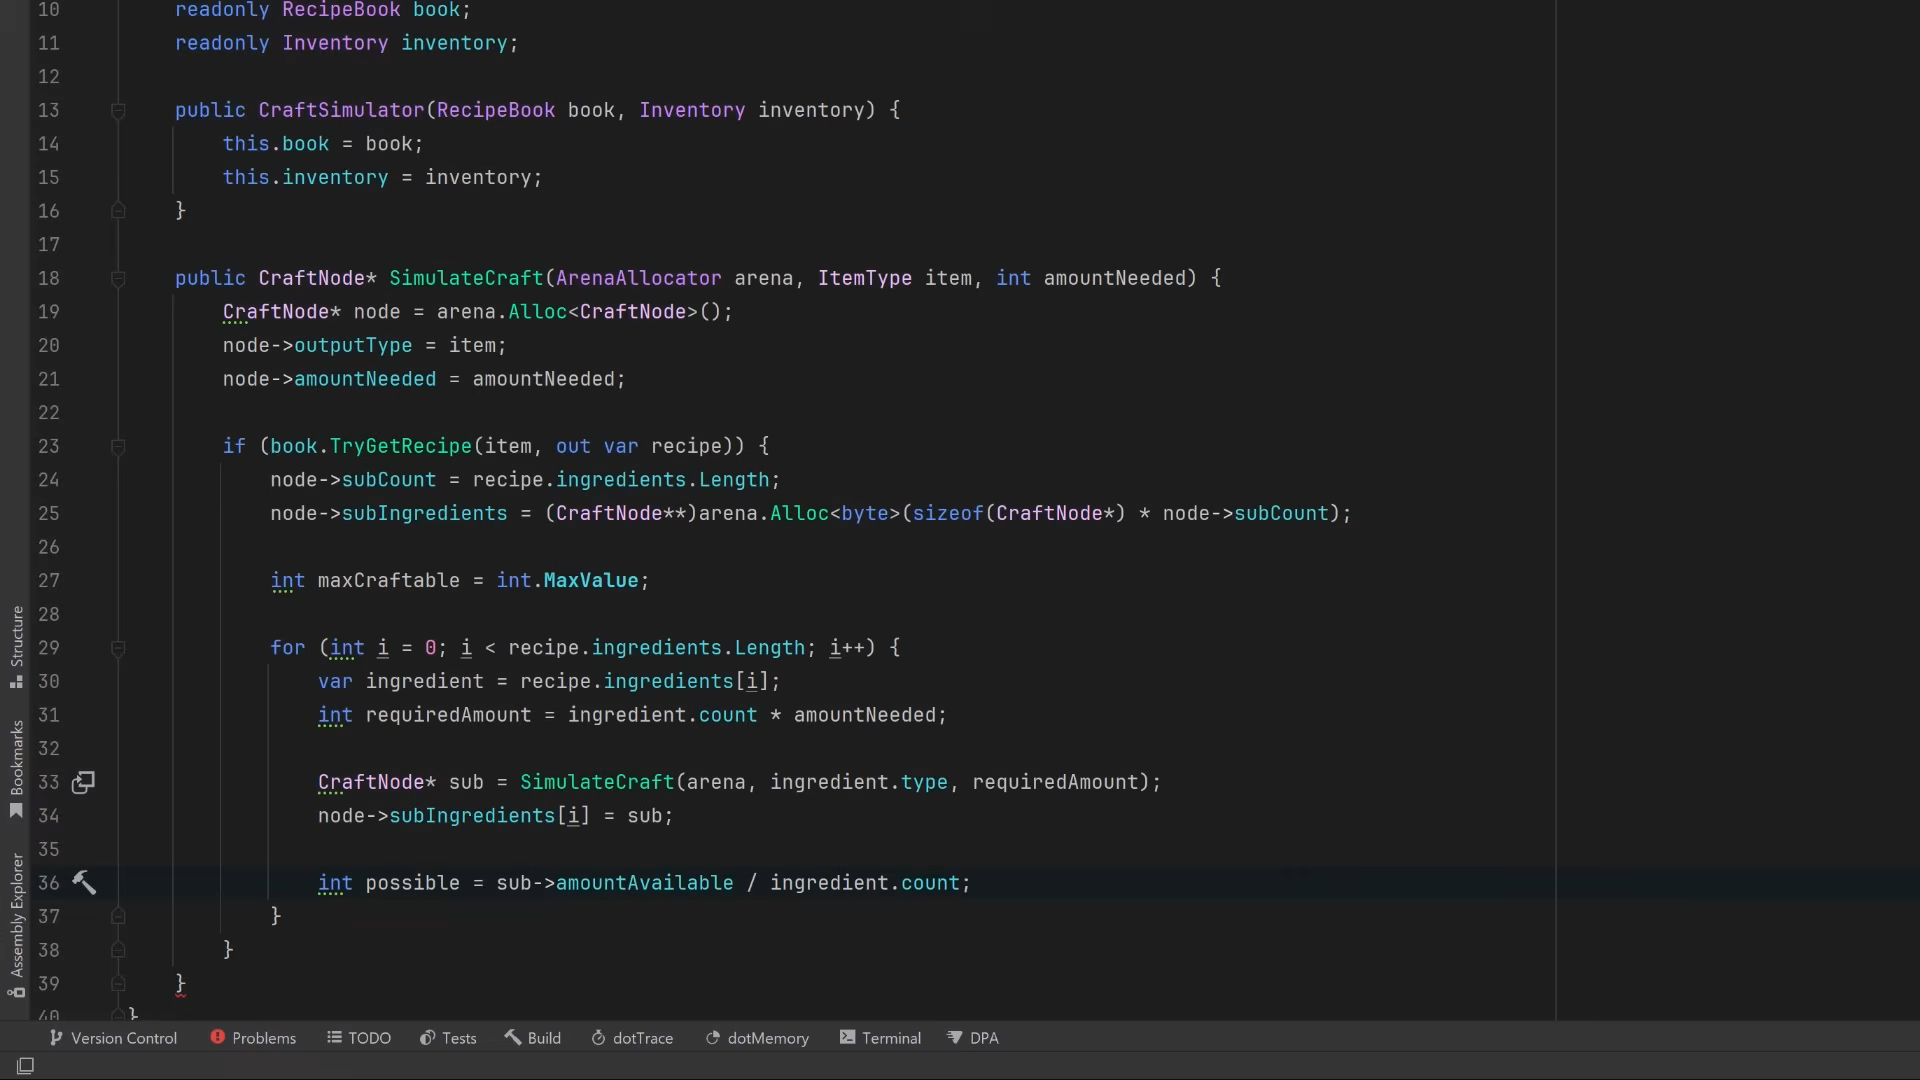 10 readonly RecipeBook book;
11 readonly Inventory inventory;
12
13 public CraftSimulator(RecipeBook book, Inventory inventory) {
14 this.book = book;
15 this.inventory = inventory;
16 }
17
18 public CraftNode* SimulateCraft(ArenaAllocator arena, ItemType item, int amountNeeded) {
19 CraftNode* node = arena.Alloc<CraftNode>();
20 node->outputType = item;
21 node->amountNeeded = amountNeeded;
22
23 if (book.TryGetRecipe(item, out var recipe)) {
24 node->subCount = recipe.ingredients.Length;
25 node->subIngredients = (CraftNode**)arena.Alloc<byte>(sizeof(CraftNode*) * node->subCount);
26
27 int maxCraftable = int.MaxValue;
28
29 for (int i = 0; i < recipe.ingredients.Length; i++) {
30 var ingredient = recipe.ingredients[i];
31 int requiredAmount = ingredient.count * amountNeeded;
32
33 CraftNode* sub = SimulateCraft(arena, ingredient.type, requiredAmount);
34 node->subIngredients[i] = sub;
35
36 int possible = sub->amountAvailable / ingredient.count;
37 }
38 }
39 }
40 }
Structure
Bookmarks
Assembly Explorer
Version Control Problems TODO Tests Build dotTrace dotMemory Terminal DPA